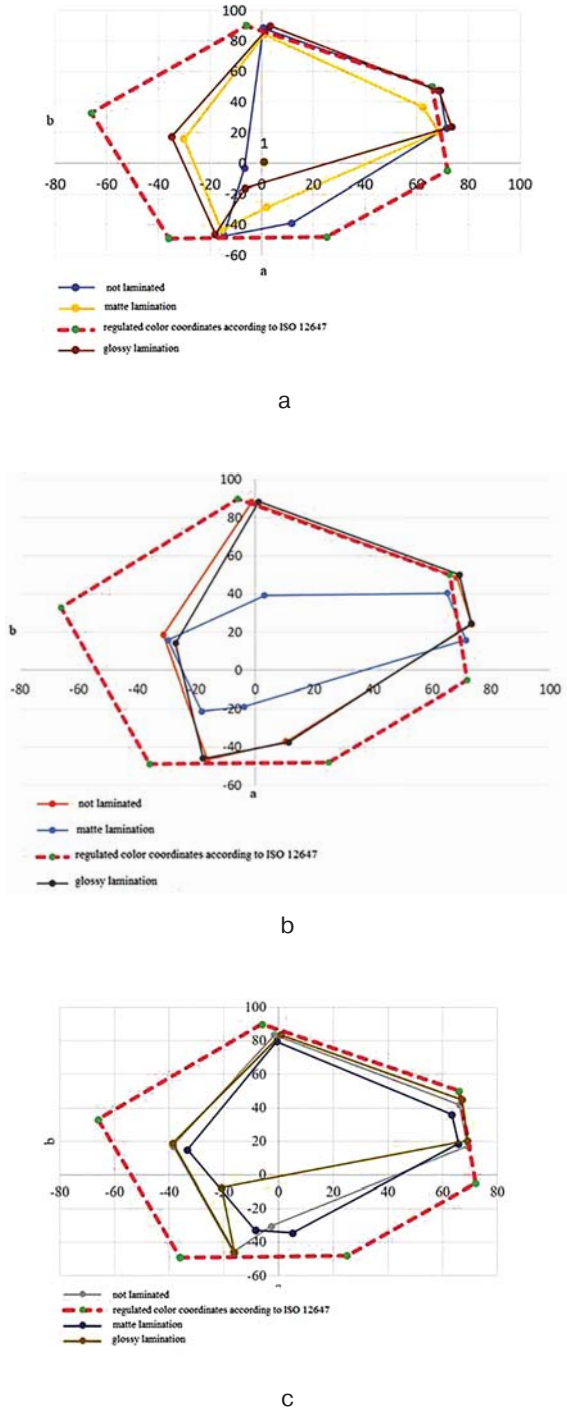 100
80
60
40
b
20
1
0
-80 -60 -40 -20 0 20 40 60 80 100
-20
-40
-60
a
not laminated
matte lamination
regulated color coordinates according to ISO 12647
glossy lamination
a
100
80
60
40
b
20
0
-80 -60 -40 -20 0 20 40 60 80 100
-20
-40
-60
a
not laminated
matte lamination
regulated color coordinates according to ISO 12647
glossy lamination
b
100
80
60
40
b
20
0
-80 -60 -40 -20 0 20 40 60 80
-20
-40
-60
not laminated
regulated color coordinates according to ISO 12647
matte lamination
glossy lamination
c